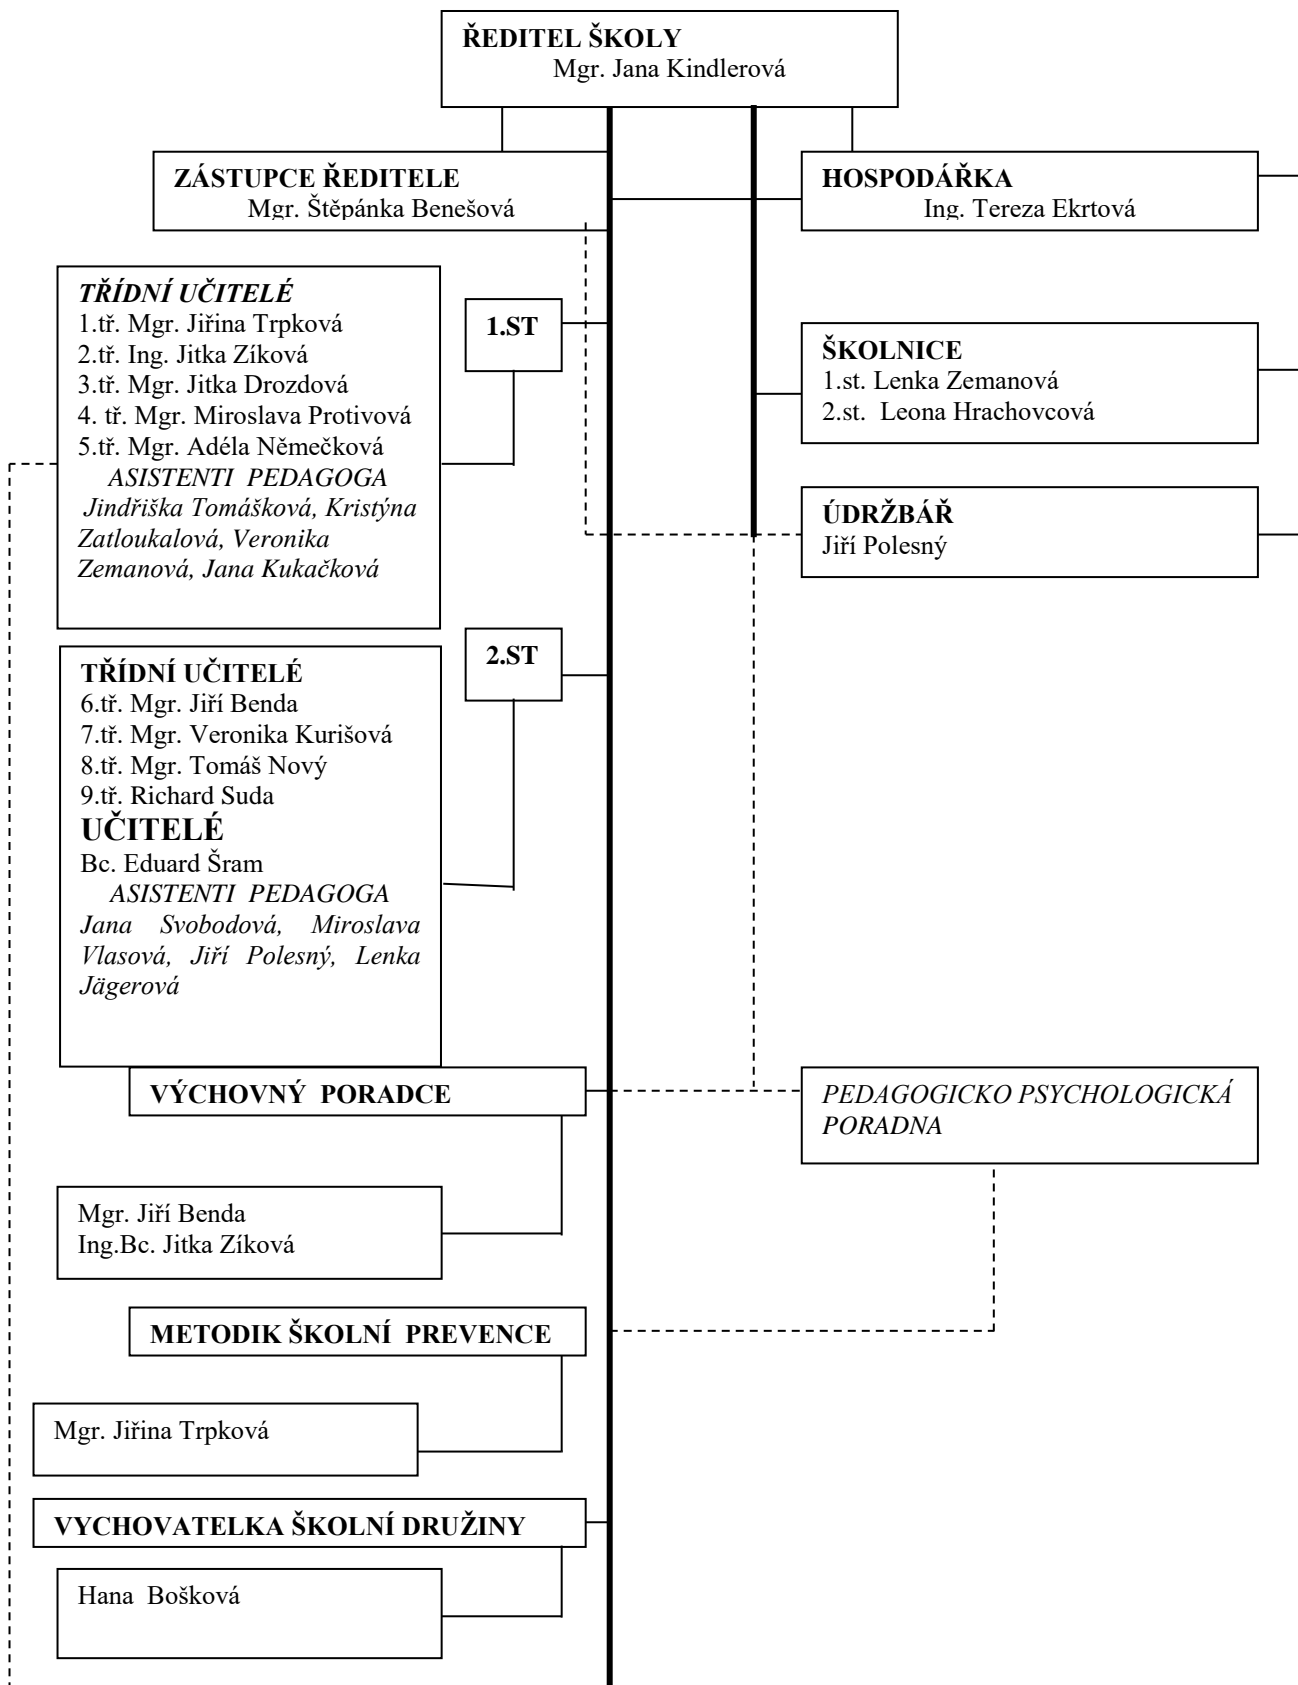 ŘEDITEL ŠKOLY
Mgr. Jana Kindlerová
ZÁSTUPCE ŘEDITELE
Mgr. Štěpánka Benešová
HOSPODÁŘKA
Ing. Tereza Ekrtová
TŘÍDNÍ UČITELÉ
1.tř. Mgr. Jiřina Trpková
2.tř. Ing. Jitka Zíková
3.tř. Mgr. Jitka Drozdová
4. tř. Mgr. Miroslava Protivová
5.tř. Mgr. Adéla Němečková
ASISTENTI PEDAGOGA
Jindřiška Tomášková, Kristýna
Zatloukalová, Veronika
Zemanová, Jana Kukačková
1.ST
ŠKOLNICE
1.st. Lenka Zemanová
2.st. Leona Hrachovcová
ÚDRŽBÁŘ
Jiří Polesný
TŘÍDNÍ UČITELÉ
6.tř. Mgr. Jiří Benda
7.tř. Mgr. Veronika Kurišová
8.tř. Mgr. Tomáš Nový
9.tř. Richard Suda
UČITELÉ
Bc. Eduard Šram
ASISTENTI PEDAGOGA
Jana Svobodová, Miroslava
Vlasová, Jiří Polesný, Lenka
Jägerová
2.ST
VÝCHOVNÝ PORADCE
PEDAGOGICKO PSYCHOLOGICKÁ
PORADNA
Mgr. Jiří Benda
Ing.Bc. Jitka Zíková
METODIK ŠKOLNÍ PREVENCE
Mgr. Jiřina Trpková
VYCHOVATELKA ŠKOLNÍ DRUŽINY
Hana Bošková